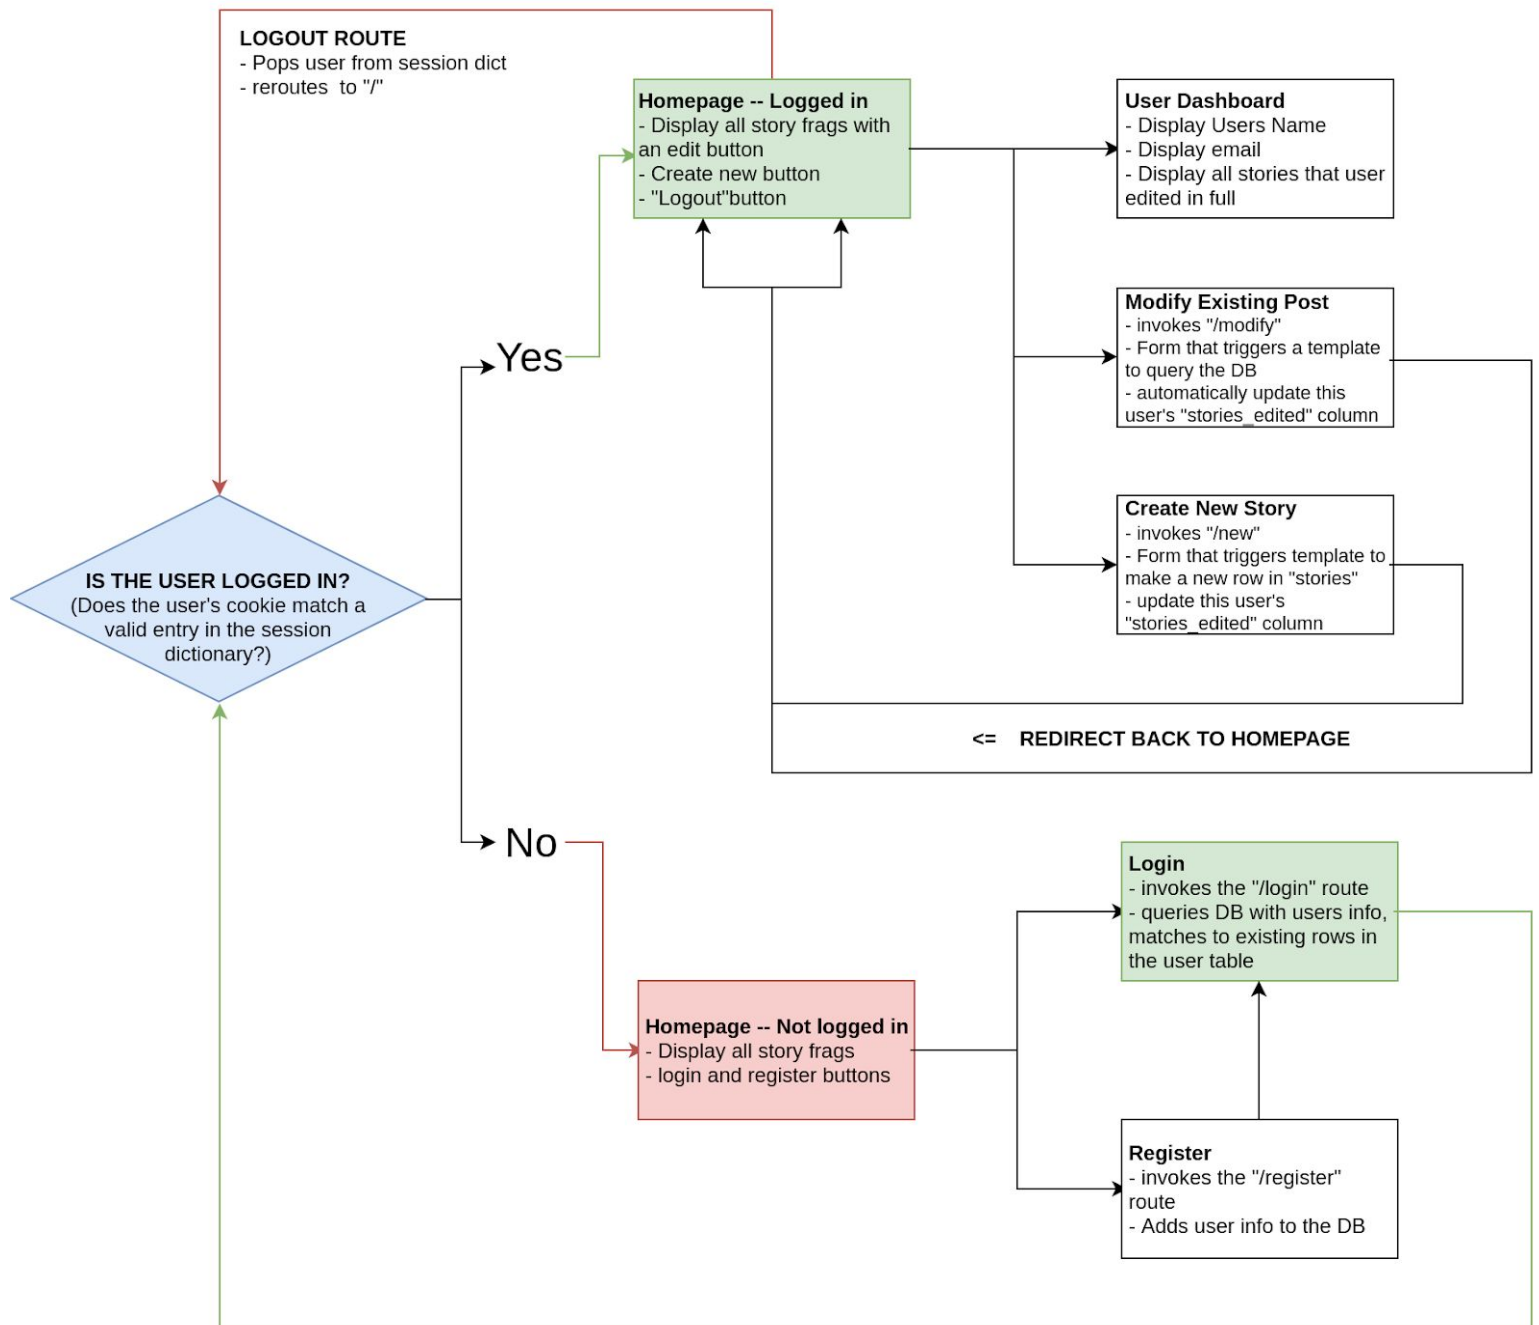 LOGOUT ROUTE
- Pops user from session dict
- reroutes  to "/"
Homepage -- Logged in
- Display all story frags with
an edit button
- Create new button
- "Logout"button
User Dashboard
- Display Users Name
- Display email
- Display all stories that user
edited in full
Modify Existing Post
- invokes "/modify"
- Form that triggers a template
to query the DB
- automatically update this
user's "stories_edited" column
Yes
Create New Story
- invokes "/new"
- Form that triggers template to
make a new row in "stories"
- update this user's
"stories_edited" column
IS THE USER LOGGED IN?
(Does the user's cookie match a
valid entry in the session
dictionary?)
<=    REDIRECT BACK TO HOMEPAGE
No
Login
- invokes the "/login" route
- queries DB with users info,
matches to existing rows in
the user table
Homepage -- Not logged in
- Display all story frags
- login and register buttons
Register
- invokes the "/register"
route
- Adds user info to the DB